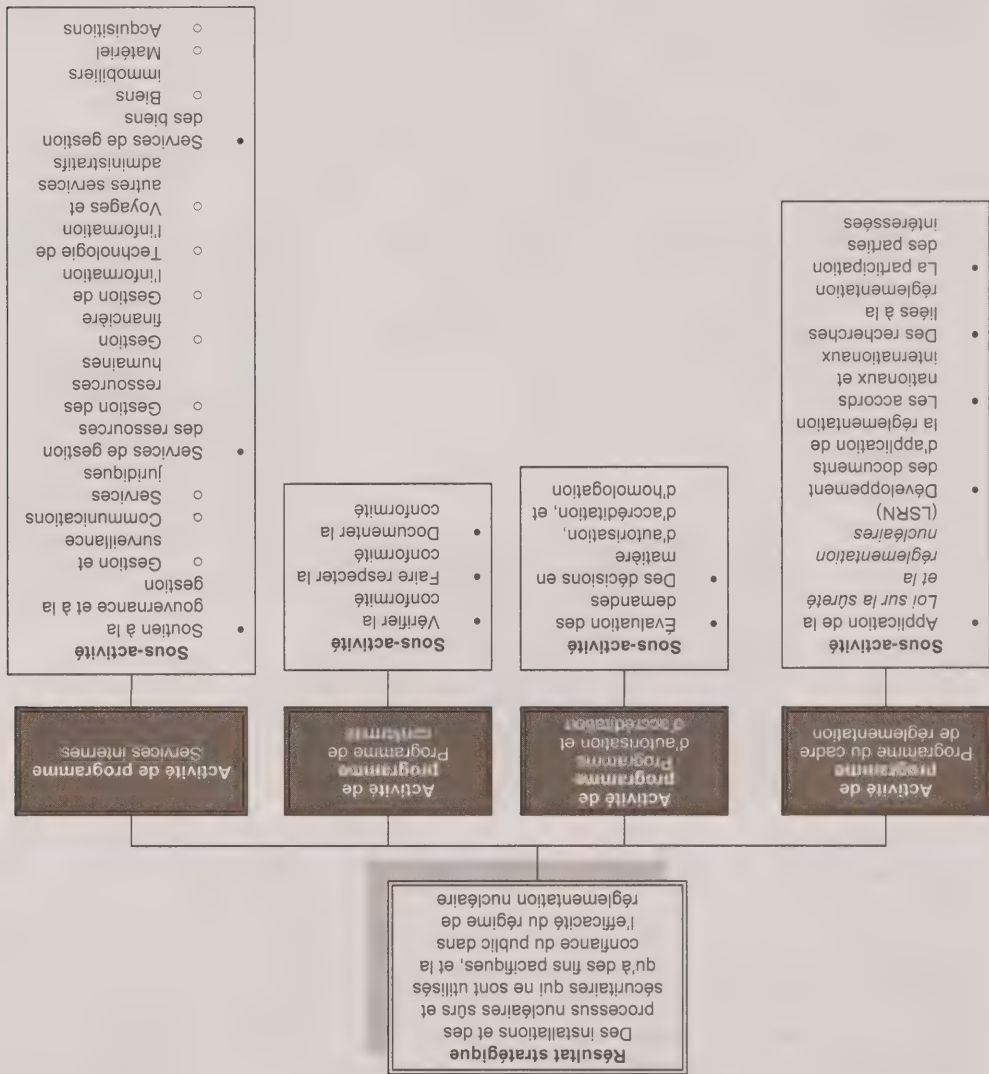 Résultat stratégique
Des installations et des
processus nucléaires sûrs et
sécuritaires qui ne sont utilisés
qu'à des fins pacifiques, et la
confiance du public dans
l'efficacité du régime de
réglementation nucléaire
Activité de
programme
Programme du cadre
de réglementation
Sous-activité
• Application de la
Loi sur la sûreté
et la
réglementation
nucléaires
(LSRN)
• Développement
des documents
d'application de
la réglementation
• Les accords
nationaux et
internationaux
• Des recherches
liées à la
réglementation
• La participation
des parties
intéressées
Activité de
programme
Programme
d'autorisation et
d'accréditation
Sous-activité
• Évaluation des
demandes
• Des décisions en
matière
d'autorisation,
d'accréditation, et
d'homologation
Activité de
programme
Programme de
conformité
Sous-activité
• Vérifier la
conformité
• Faire respecter la
conformité
• Documenter la
conformité
Activité de programme
Services internes
Sous-activité
• Soutien à la
gouvernance et à la
gestion
○ Gestion et
surveillance
○ Communications
○ Services
juridiques
• Services de gestion
des ressources
○ Gestion des
ressources
humaines
○ Gestion
financière
○ Gestion de
l'information
○ Technologie de
l'information
○ Voyages et
autres services
administratifs
• Services de gestion
des biens
○ Biens
immobiliers
○ Matériel
○ Acquisitions